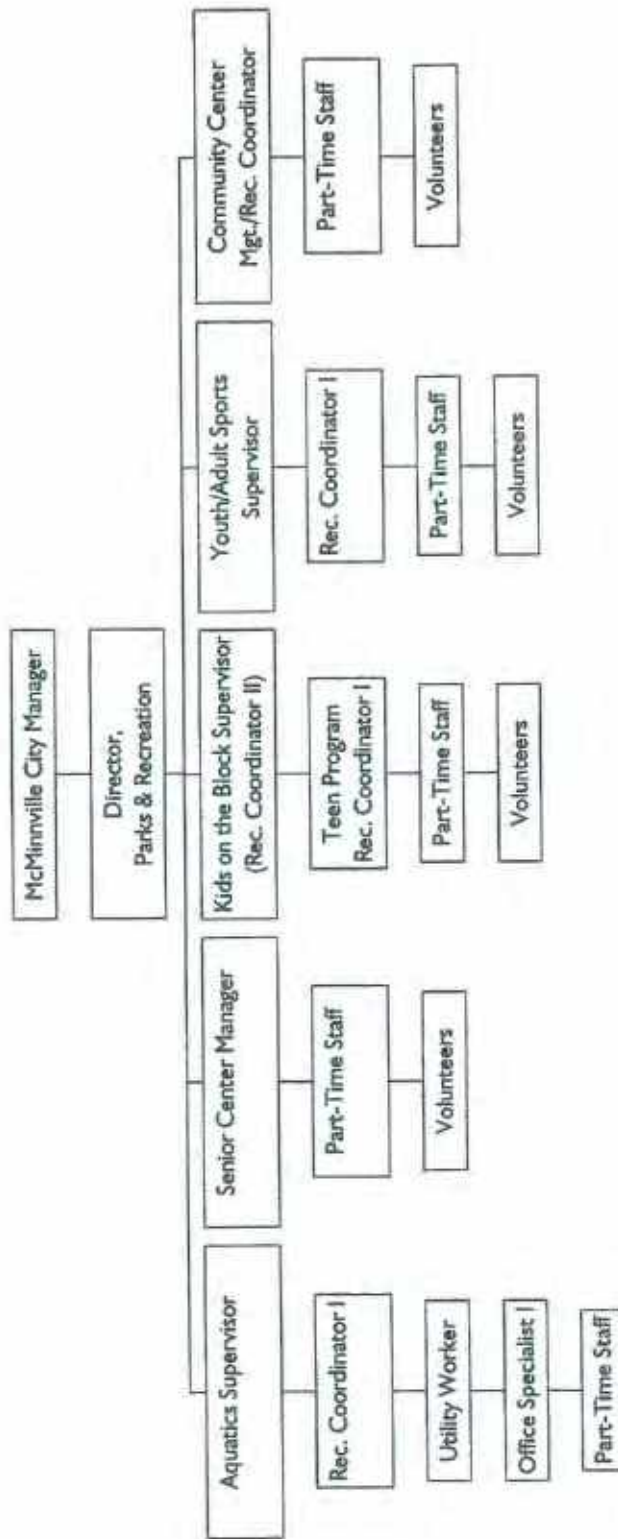 McMinnville City Manager
Director,
Parks & Recreation
Aquatics Supervisor
Rec. Coordinator I
Utility Worker
Office Specialist I
Part-Time Staff
Senior Center Manager
Part-Time Staff
Volunteers
Kids on the Block Supervisor
(Rec. Coordinator II)
Teen Program
Rec. Coordinator I
Part-Time Staff
Volunteers
Youth/Adult Sports
Supervisor
Rec. Coordinator I
Part-Time Staff
Volunteers
Community Center
Mgt./Rec. Coordinator
Part-Time Staff
Volunteers